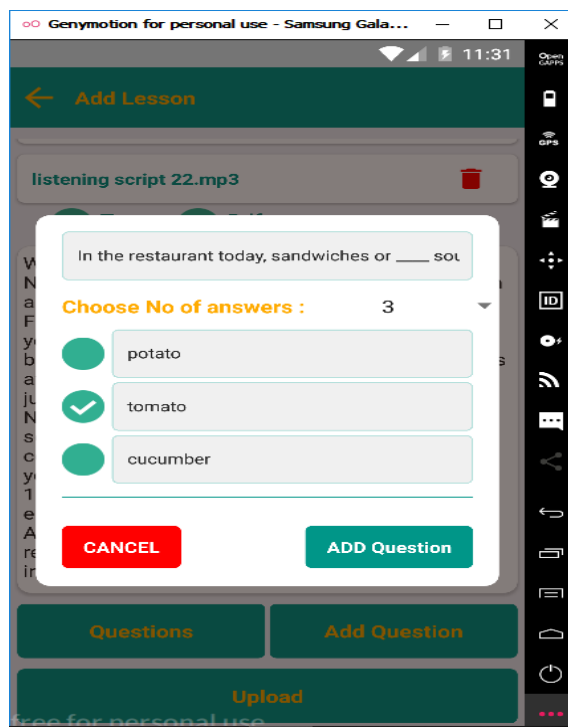 Genymotion for personal use - Samsung Gala...
Open
GAPPS
11:31
Add Lesson
GPS
listening script 22.mp3
In the restaurant today, sandwiches or ____ sou
Choose No of answers :
3
potato
ID
tomato
cucumber
CANCEL
ADD Question
Questions
Add Question
Upload
free for personal use